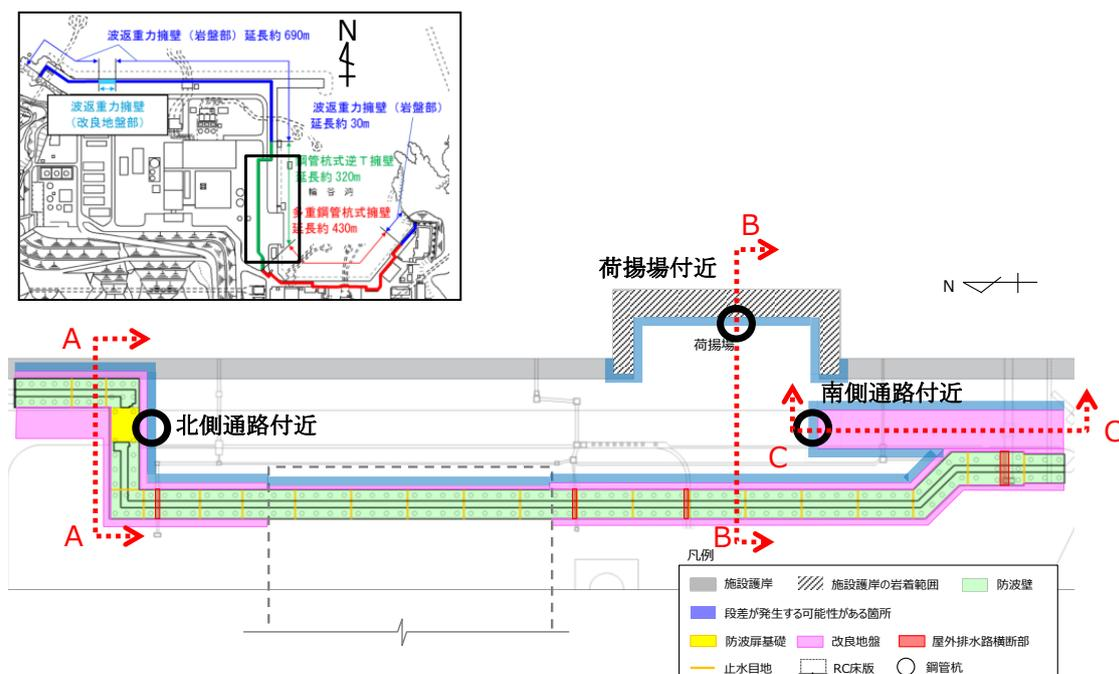 波返重力擁壁（岩盤部）延長約690m
N
波返重力擁壁
（改良地盤部）
波返重力擁壁（岩盤部）
延長約30m
鋼管杭式逆T擁壁
延長約320m
輪谷湾
多重鋼管杭式擁壁
延長約430m
B
荷揚場付近
N
A
荷揚場
南側通路付近
北側通路付近
C
C
A
B
凡例
施設護岸
施設護岸の岩着範囲
防波壁
段差が発生する可能性がある箇所
防波扉基礎
改良地盤
屋外排水路横断部
止水目地
RC床版
鋼管杭